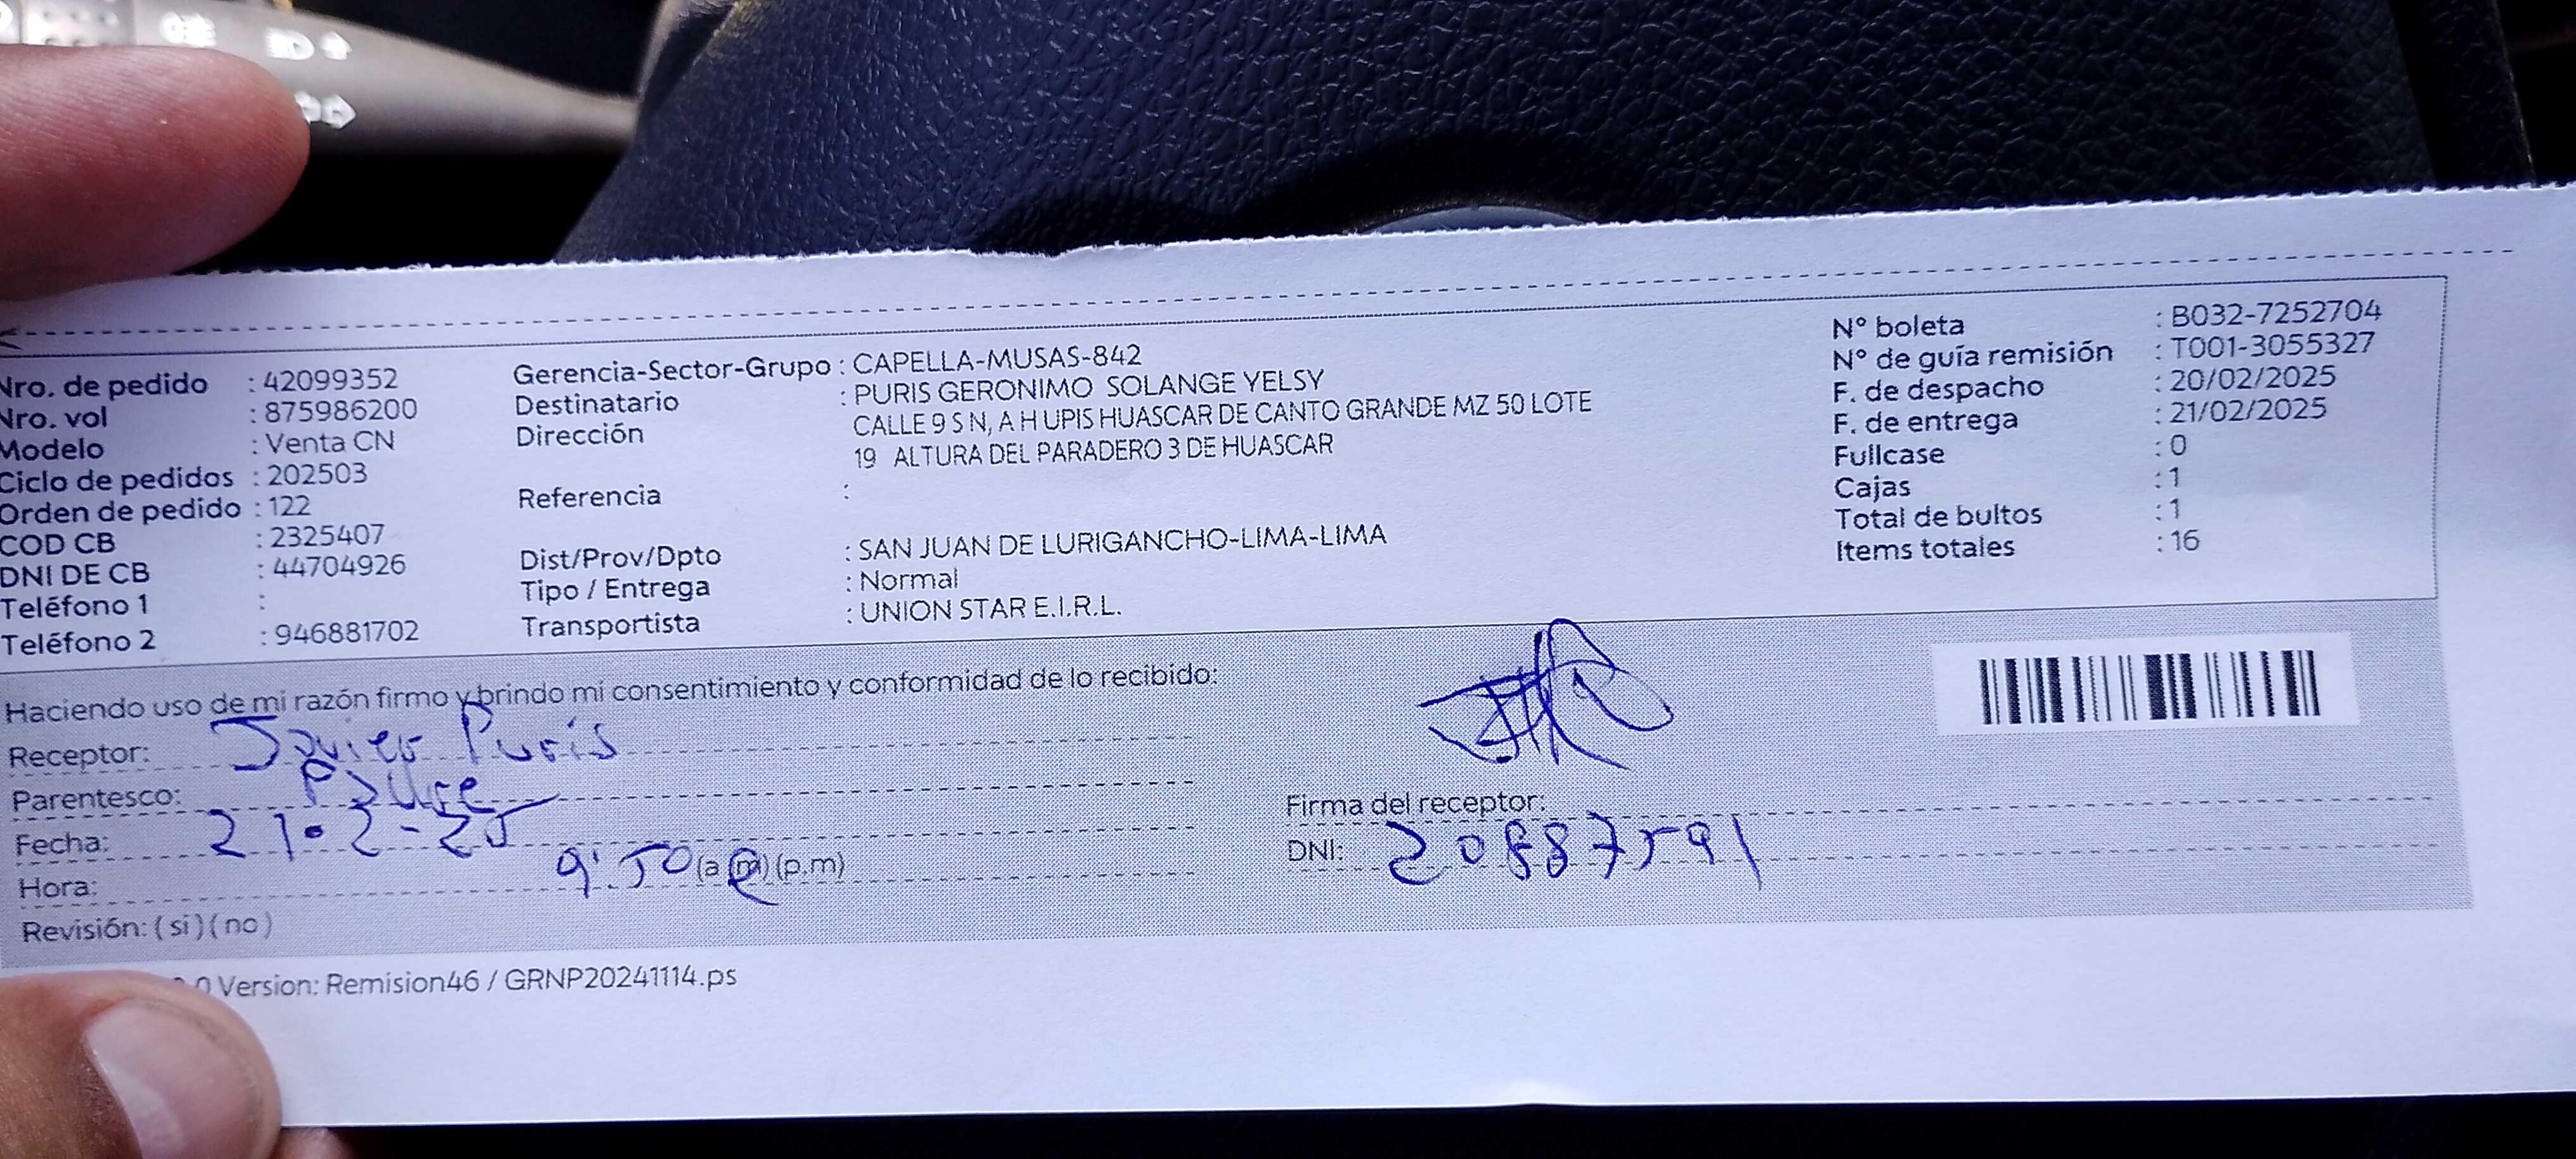 Nro. de pedido : 42099352
Nro. vol : 875986200
Modelo : Venta CN
Ciclo de pedidos : 202503
Orden de pedido : 122
COD CB : 2325407
DNI DE CB : 44704926
Teléfono 1 :
Teléfono 2 : 946881702
Gerencia-Sector-Grupo : CAPELLA-MUSAS-842
Destinatario : PURIS GERONIMO SOLANGE YELSY
Dirección CALLE 9 S N, A H UPIS HUASCAR DE CANTO GRANDE MZ 50 LOTE
19 ALTURA DEL PARADERO 3 DE HUASCAR
Referencia :
Dist/Prov/Dpto : SAN JUAN DE LURIGANCHO-LIMA-LIMA
Tipo / Entrega : Normal
Transportista : UNION STAR E.I.R.L.
N° boleta : B032-7252704
N° de guía remisión : T001-3055327
F. de despacho : 20/02/2025
F. de entrega : 21/02/2025
Fullcase : 0
Cajas : 1
Total de bultos : 1
Items totales : 16
Haciendo uso de mi razón firmo y brindo mi consentimiento y conformidad de lo recibido:
Receptor: Javier Puris
Parentesco: Padre
Fecha: 21-2-25
Hora: 9:50 (a m) (p.m)
Revisión: ( si ) ( no )
Firma del receptor:
DNI: 20887591
0 Version: Remision46 / GRNP20241114.ps